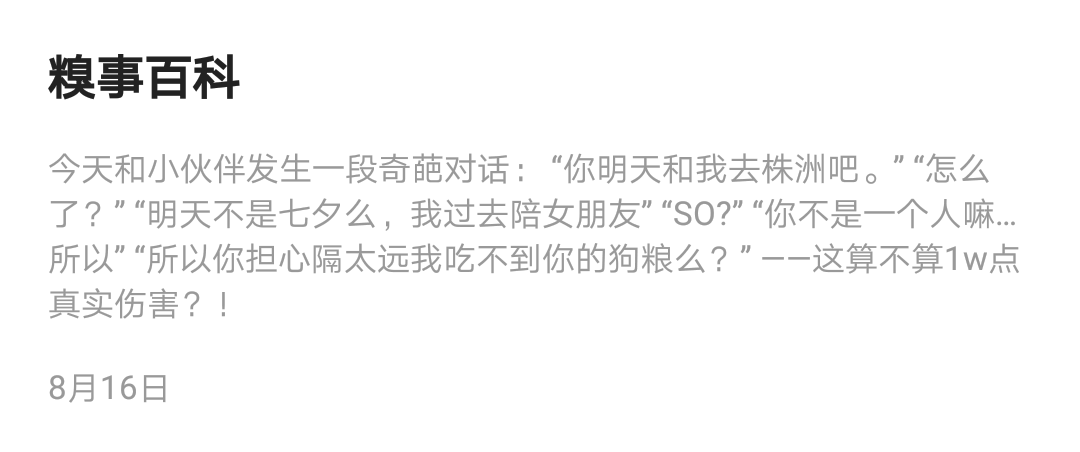 糗事百科
今天和小伙伴发生一段奇葩对话：“你明天和我去株洲吧。”“怎么
了？”“明天不是七夕么，我过去陪女朋友”“SO?”“你不是一个人嘛...
所以”“所以你担心隔太远我吃不到你的狗粮么？”——这算不算1w点
真实伤害？！
8月16日